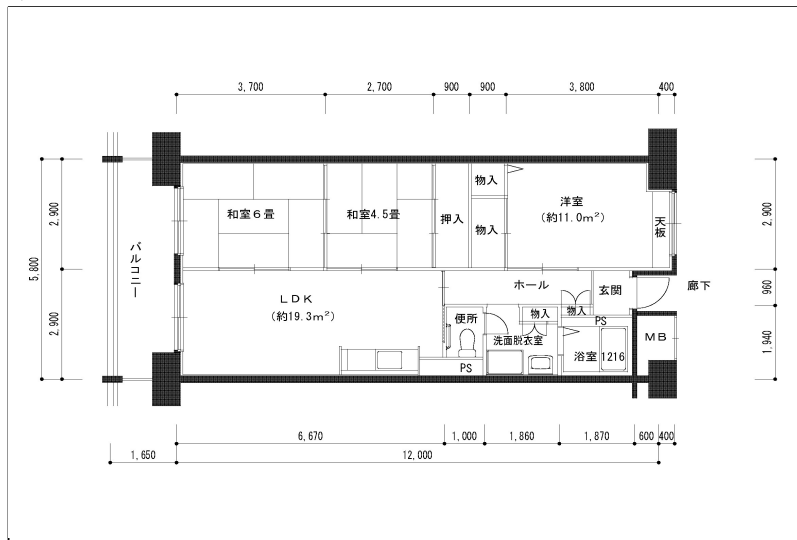 3,700
2,700
900
900
3,800
400
物入
洋室
(約11.0m²)
和室6畳
和室4.5畳
押入
物入
天板
2,900
2,900
バルコニー
5,800
ホール
玄関
960
廊下
LDK
(約19.3m²)
2,900
便所
物入
物入
PS
洗面脱衣室
MB
1,940
浴室
1216
PS
6,670
1,000
1,860
1,870
600
400
1,650
12,000